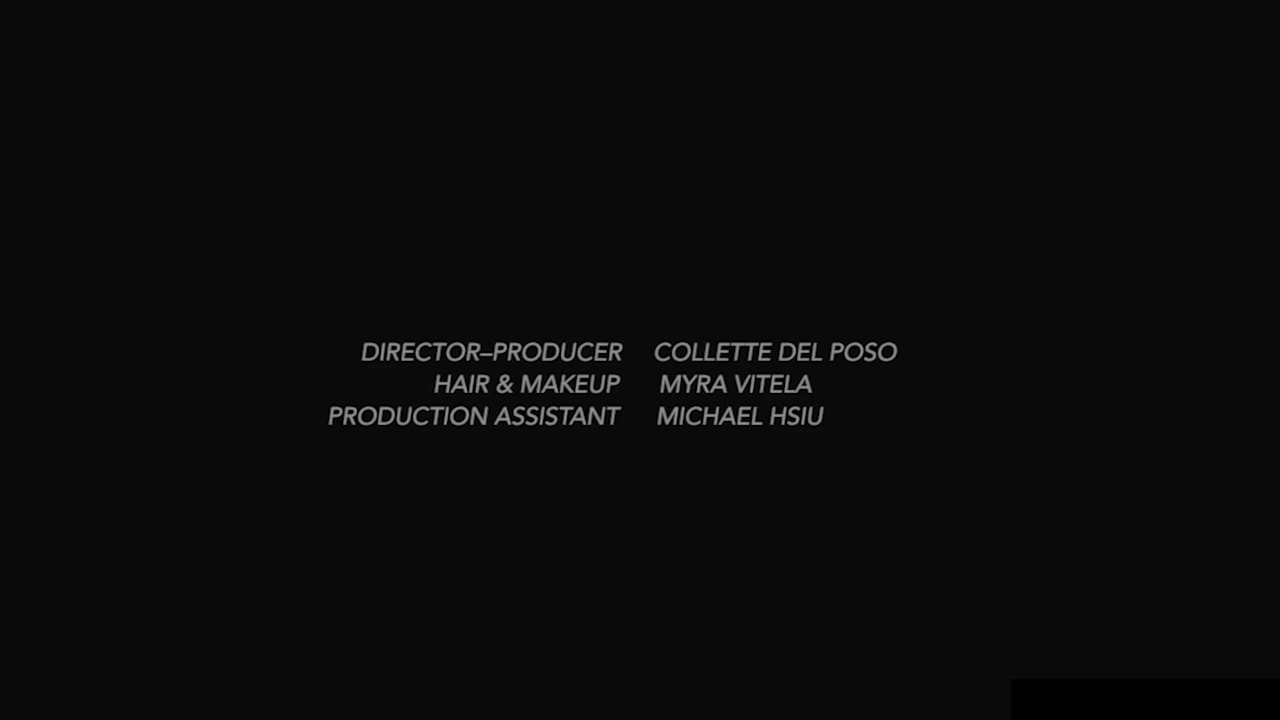 DIRECTOR–PRODUCER COLLETTE DEL POSO
HAIR & MAKEUP MYRA VITELA
PRODUCTION ASSISTANT MICHAEL HSIU